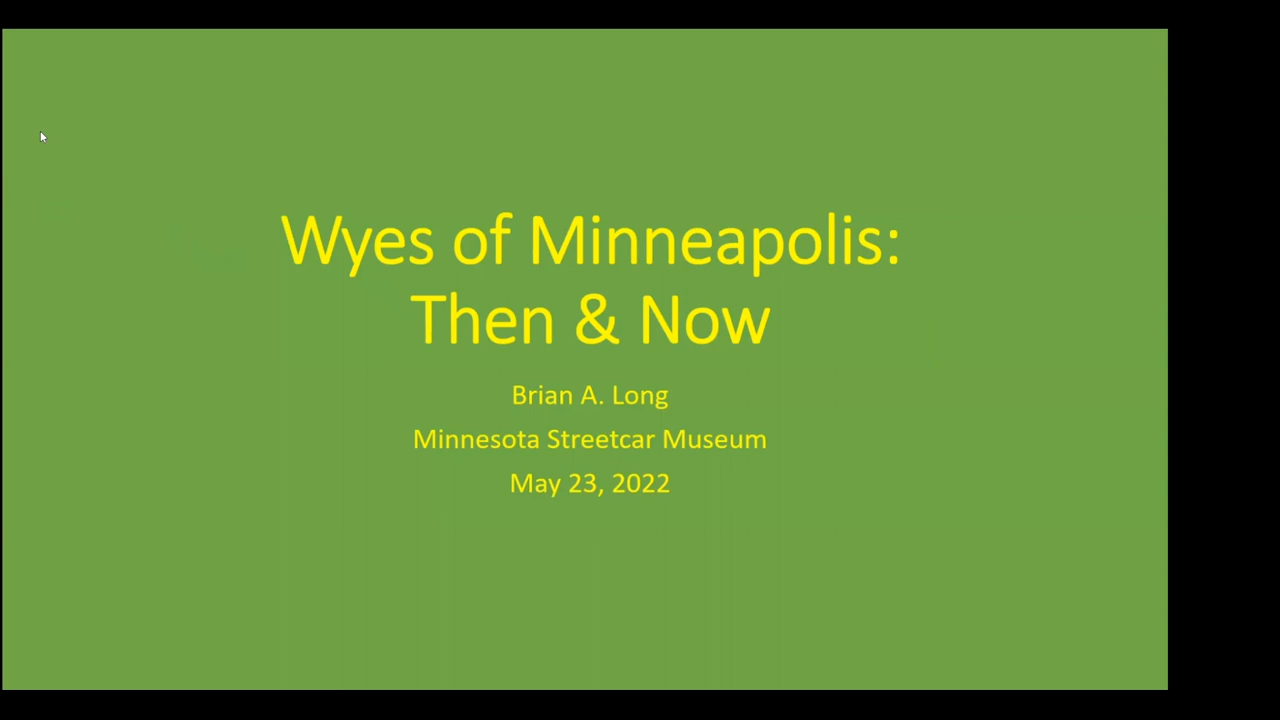 Wyes of Minneapolis:
Then & Now
Brian A. Long
Minnesota Streetcar Museum
May 23, 2022